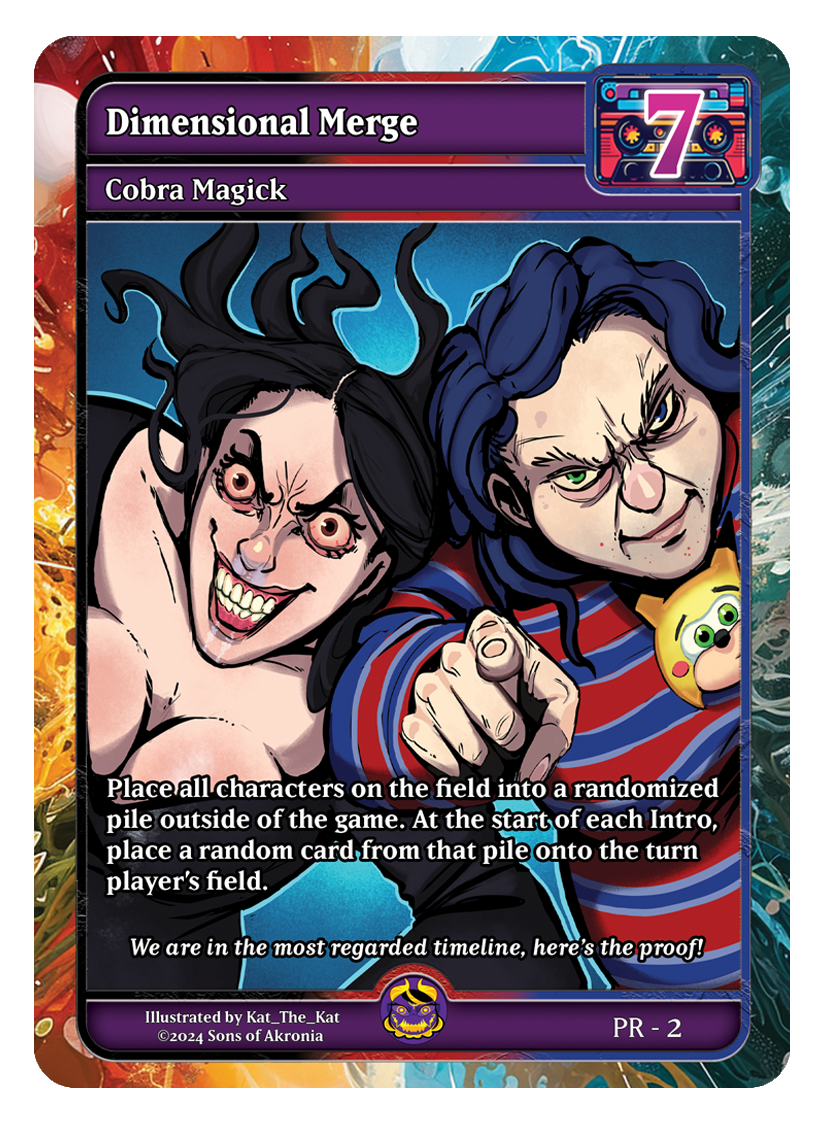 Dimensional Merge
7
Cobra Magick
Place all characters on the field into a randomized
pile outside of the game. At the start of each Intro,
place a random card from that pile onto the turn
player's field.
We are in the most regarded timeline, here's the proof!
Illustrated by Kat_The_Kat
©2024 Sons of Akronia
PR - 2